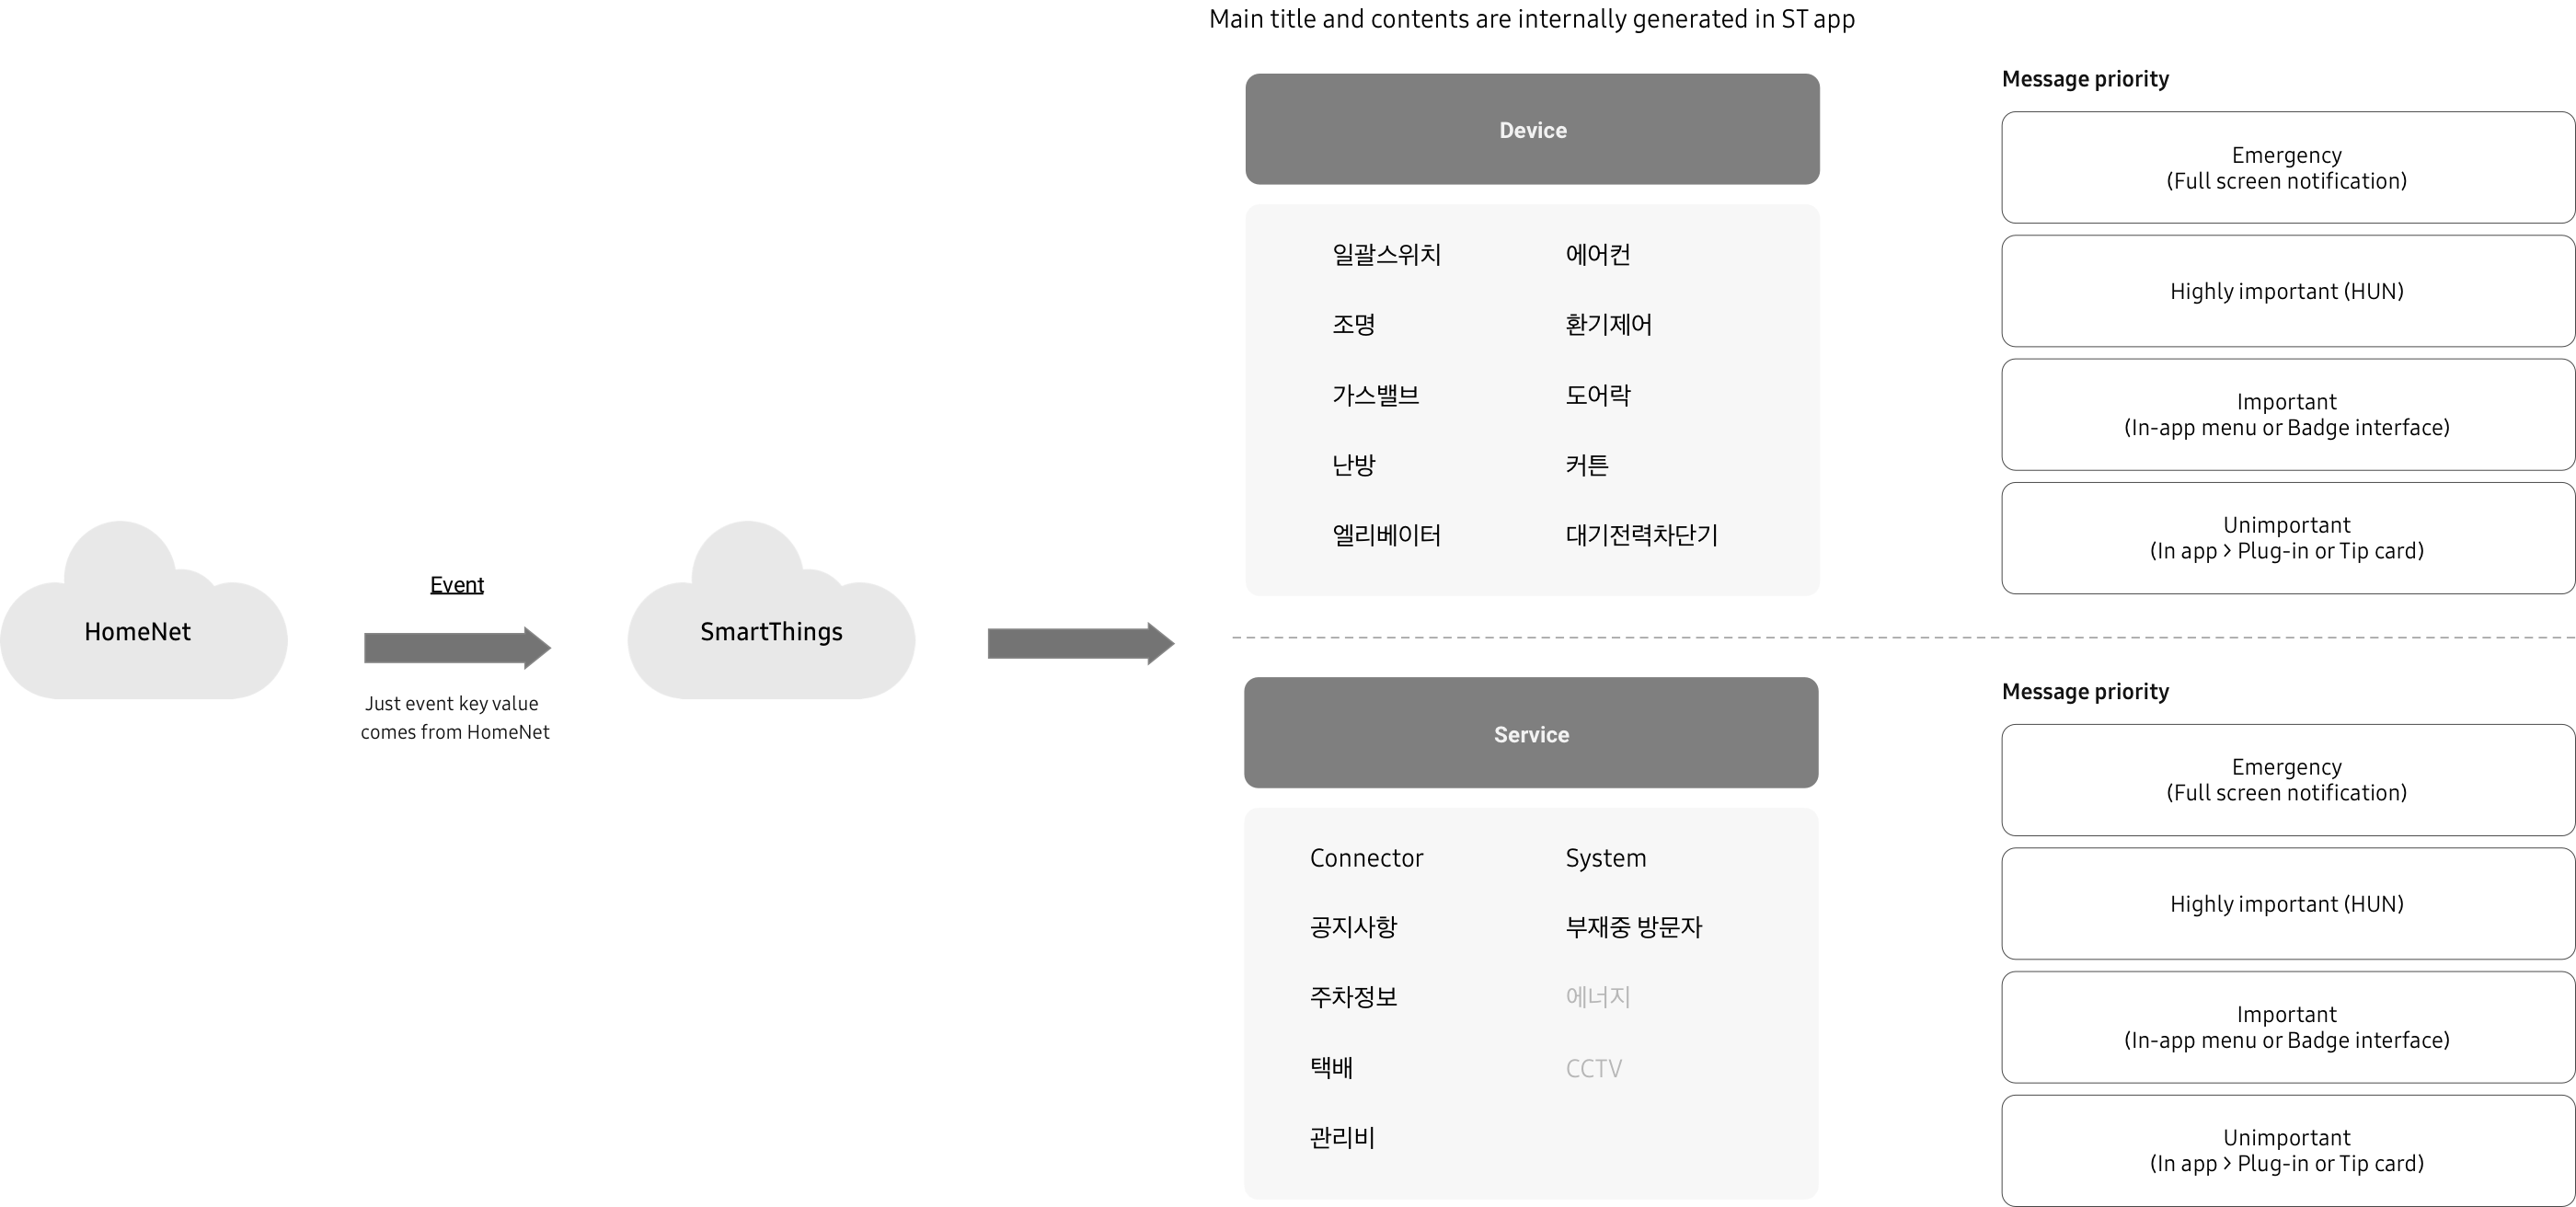 Main title and contents are internally generated in ST app
Device
일괄스위치
에어컨
조명
환기제어
가스밸브
도어락
난방
커튼
엘리베이터
대기전력차단기
Message priority
Emergency
(Full screen notification)
Highly important (HUN)
Important
(In-app menu or Badge interface)
Unimportant
(In app > Plug-in or Tip card)
HomeNet
Event
Just event key value
comes from HomeNet
SmartThings
Service
Connector
System
공지사항
부재중 방문자
주차정보
에너지
택배
CCTV
관리비
Message priority
Emergency
(Full screen notification)
Highly important (HUN)
Important
(In-app menu or Badge interface)
Unimportant
(In app > Plug-in or Tip card)